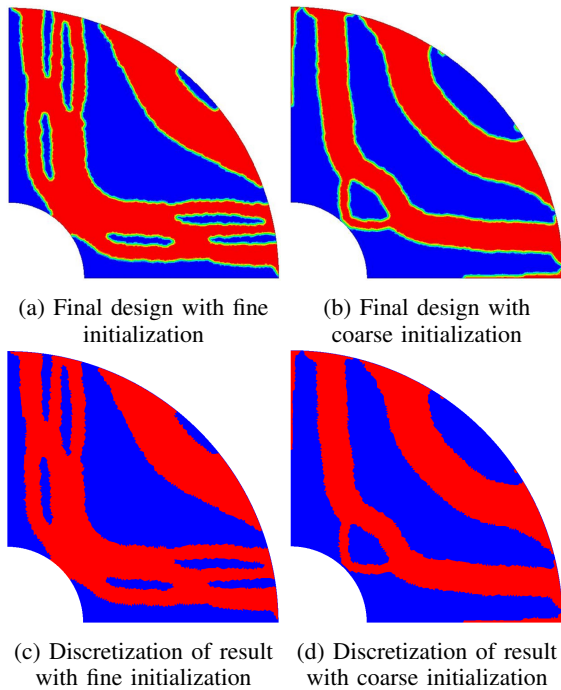 (a) Final design with fine
initialization
(b) Final design with
coarse initialization
(c) Discretization of result
with fine initialization
(d) Discretization of result
with coarse initialization